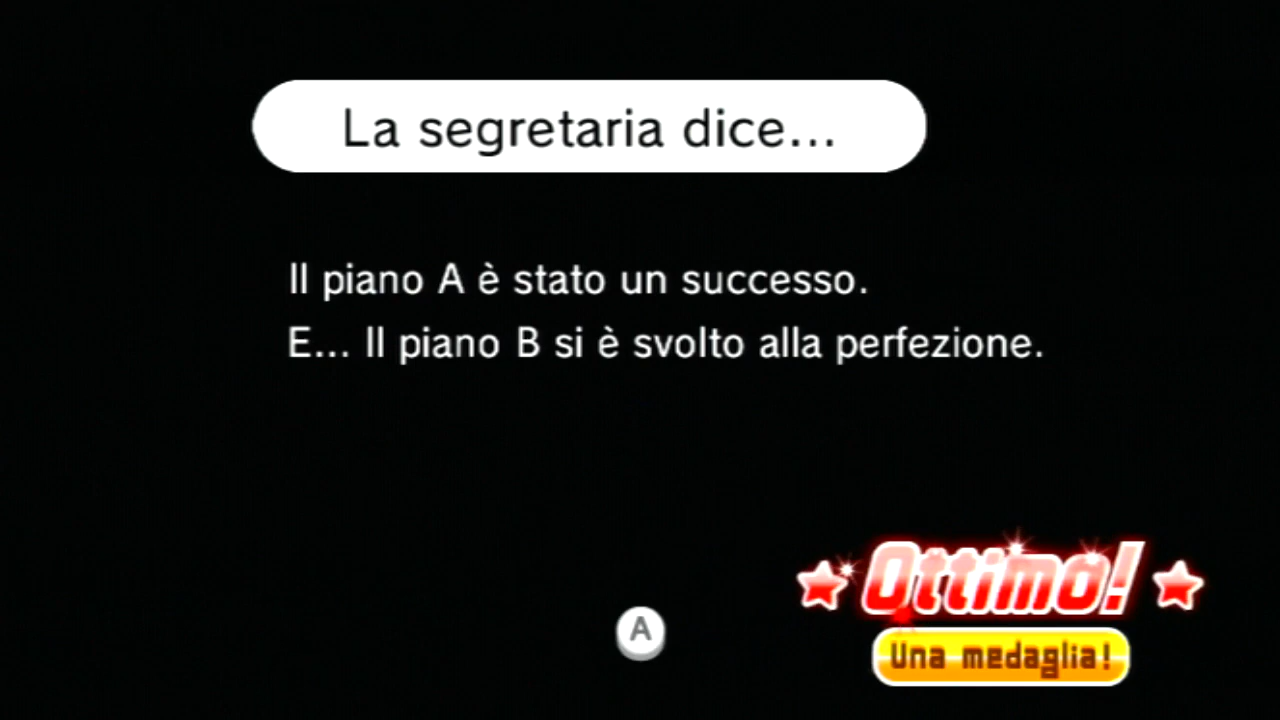 La segretaria dice...
Il piano A è stato un successo.
E... Il piano B si è svolto alla perfezione.
Ottimo!
A
Una medaglia!